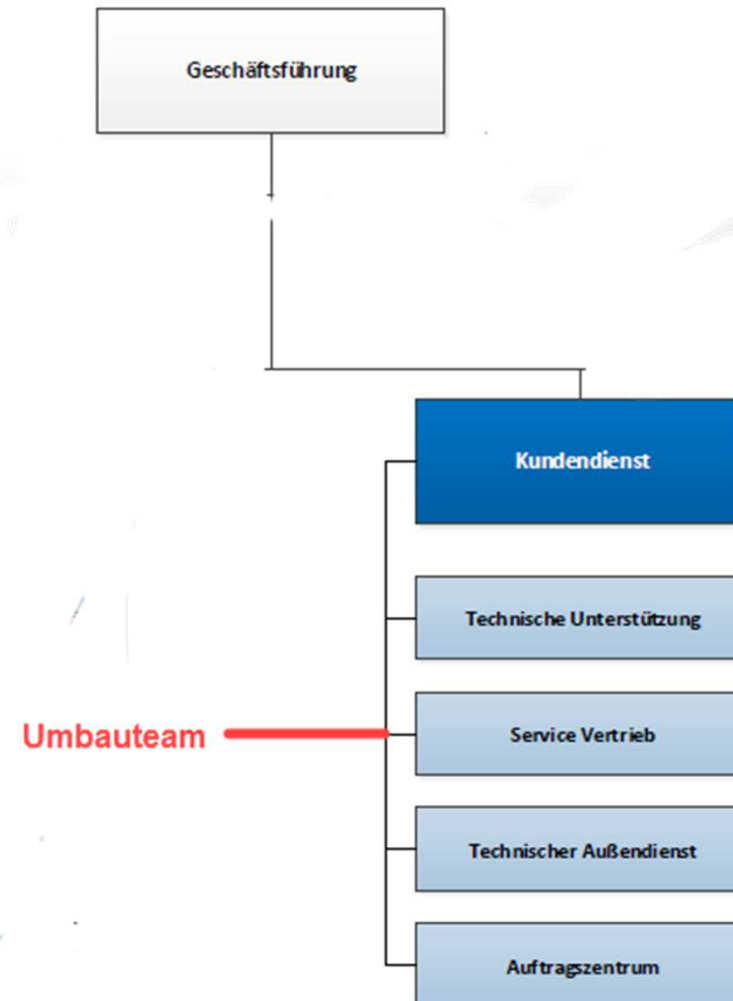 Geschäftsführung
Kundendienst
Technische Unterstützung
Umbauteam
Service Vertrieb
Technischer Außendienst
Auftragszentrum